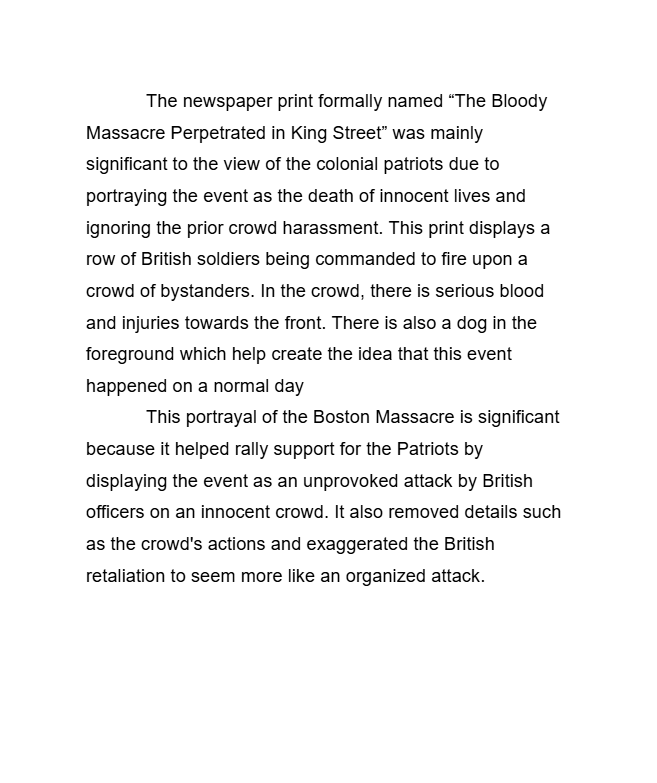 The newspaper print formally named “The Bloody
Massacre Perpetrated in King Street” was mainly
significant to the view of the colonial patriots due to
portraying the event as the death of innocent lives and
ignoring the prior crowd harassment. This print displays a
row of British soldiers being commanded to fire upon a
crowd of bystanders. In the crowd, there is serious blood
and injuries towards the front. There is also a dog in the
foreground which help create the idea that this event
happened on a normal day
This portrayal of the Boston Massacre is significant
because it helped rally support for the Patriots by
displaying the event as an unprovoked attack by British
officers on an innocent crowd. It also removed details such
as the crowd's actions and exaggerated the British
retaliation to seem more like an organized attack.